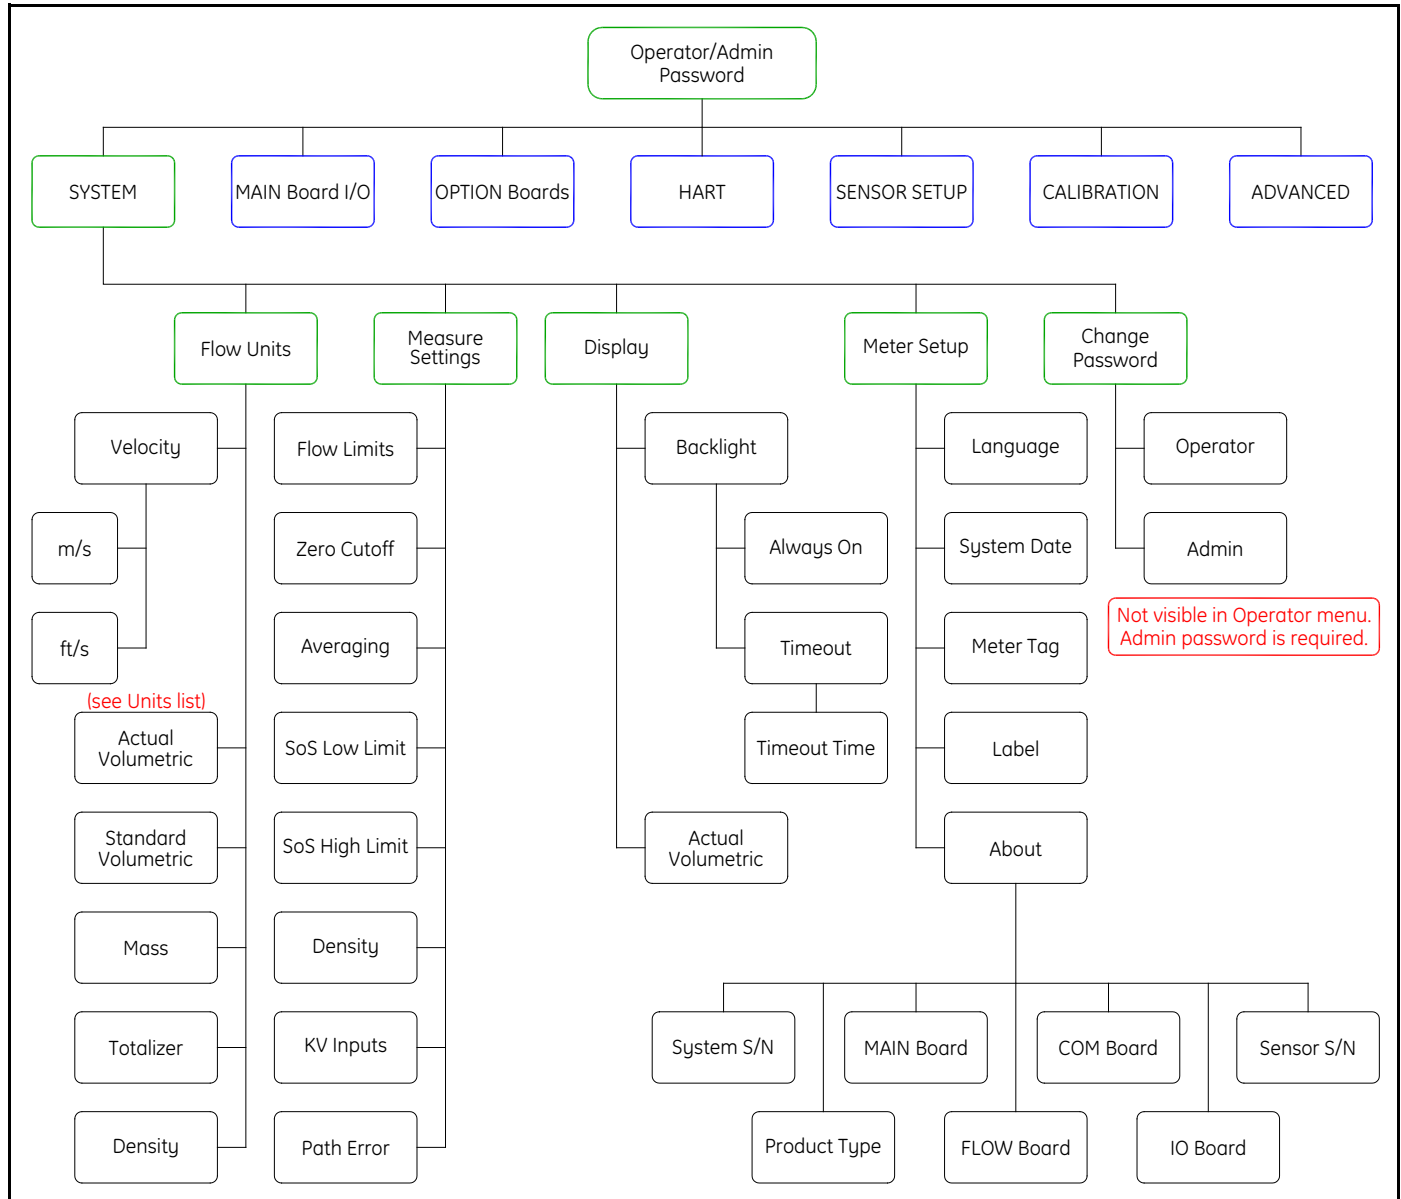 Operator/Admin
Password
SYSTEM
MAIN Board I/O
OPTION Boards
HART
SENSOR SETUP
CALIBRATION
ADVANCED
Flow Units
Measure
Settings
Display
Meter Setup
Change
Password
Velocity
Flow Limits
Backlight
Language
Operator
m/s
Zero Cutoff
Always On
System Date
Admin
ft/s
Averaging
Timeout
Meter Tag
Not visible in Operator menu.
Admin password is required.
(see Units list)
Actual
Volumetric
SoS Low Limit
Timeout Time
Label
Standard
Volumetric
SoS High Limit
Actual
Volumetric
About
Mass
Density
Totalizer
KV Inputs
System S/N
MAIN Board
COM Board
Sensor S/N
Density
Path Error
Product Type
FLOW Board
IO Board